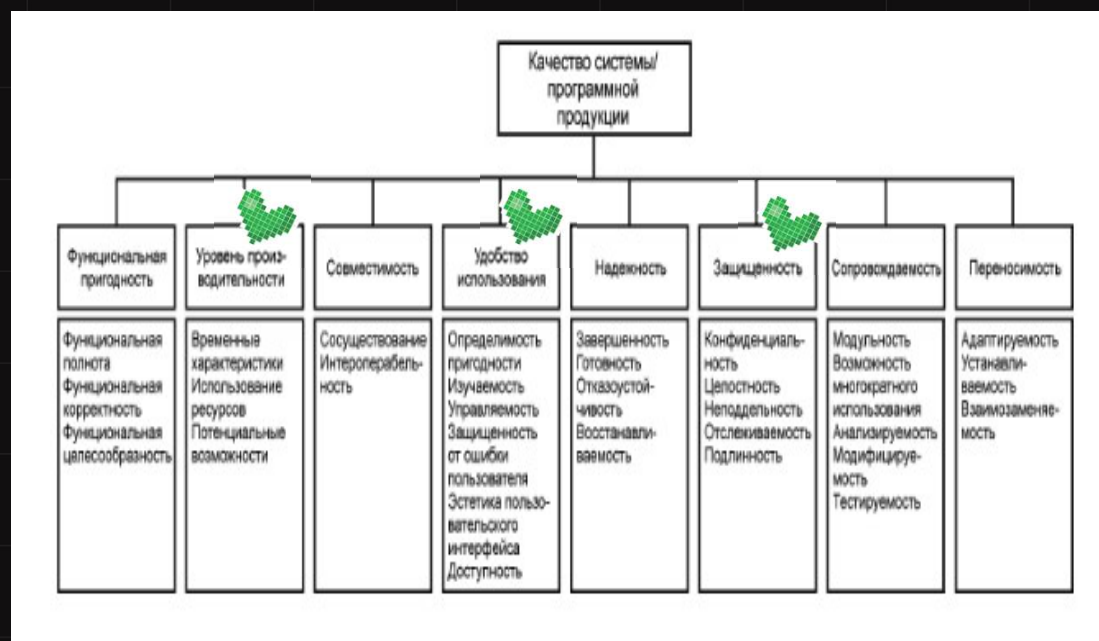 Качество системы/
программной
продукции
Функциональная
пригодность
Уровень произ-
водительности
Совместимость
Удобство
использования
Надежность
Защищенность
Сопровождаемость
Переносимость
Функциональная
полнота
Функциональная
корректность
Функциональная
целесообразность
Временные
характеристики
Использование
ресурсов
Потенциальные
возможности
Сосуществование
Интероперабель-
ность
Определимость
пригодности
Изучаемость
Управляемость
Защищенность
от ошибки
пользователя
Эстетика пользо-
вательского
интерфейса
Доступность
Завершенность
Готовность
Отказоустой-
чивость
Восстанавли-
ваемость
Конфиденциаль-
ность
Целостность
Неподдельность
Отслеживаемость
Подлинность
Модульность
Возможность
многократного
использования
Анализируемость
Модифицируе-
мость
Тестируемость
Адаптируемость
Устанавли-
ваемость
Взаимозаменяе-
мость